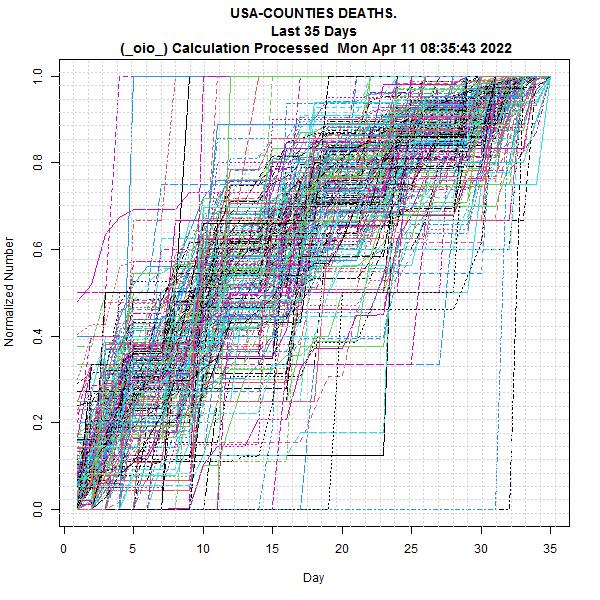 USA-COUNTIES DEATHS.
Last 35 Days
(_oio_) Calculation Processed  Mon Apr 11 08:35:43 2022
Normalized Number
1.0
0.8
0.6
0.4
0.2
0.0
0 5 10 15 20 25 30 35
Day